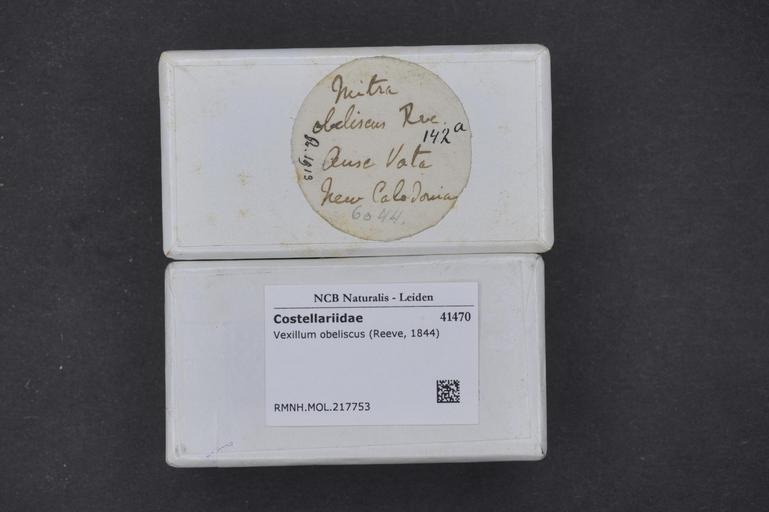 Mitra
obeliscus Rve.
142a
Anse Vata
New Caledonia
6044.
NCB Naturalis - Leiden
Costellariidae 41470
Vexillum obeliscus (Reeve, 1844)
RMNH.MOL.217753